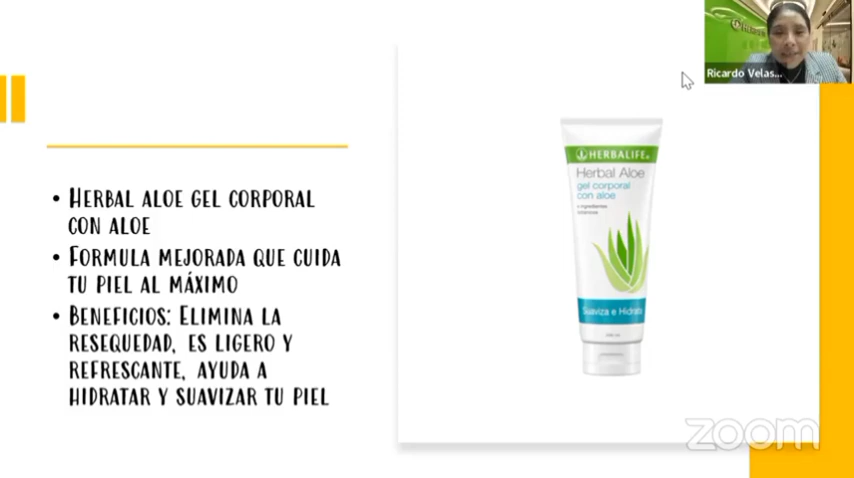 Ricardo Velas...
• HERBAL ALOE GEL CORPORAL
CON ALOE
• FORMULA MEJORADA QUE CUIDA
TU PIEL AL MÁXIMO
• BENEFICIOS: ELIMINA LA
RESEQUEDAD, ES LIGERO Y
REFRESCANTE, AYUDA A
HIDRATAR Y SUAVIZAR TU PIEL
HERBALIFE
Herbal Aloe
gel corporal
con aloe
Suaviza e Hidrata
zoom